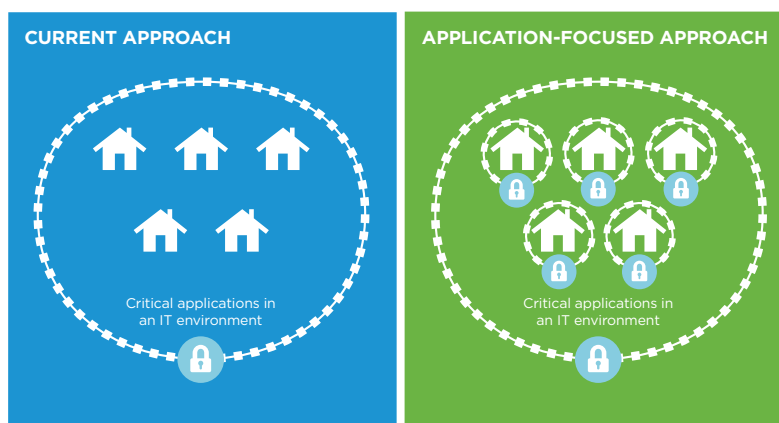 CURRENT APPROACH
Critical applications in
an IT environment
APPLICATION-FOCUSED APPROACH
Critical applications in
an IT environment